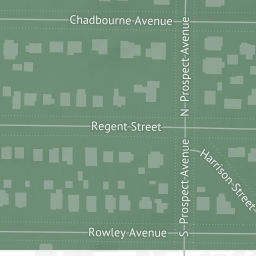 Chadbourne Avenue
N Prospect Avenue
Regent Street
Harrison Street
S Prospect Avenue
Rowley Avenue